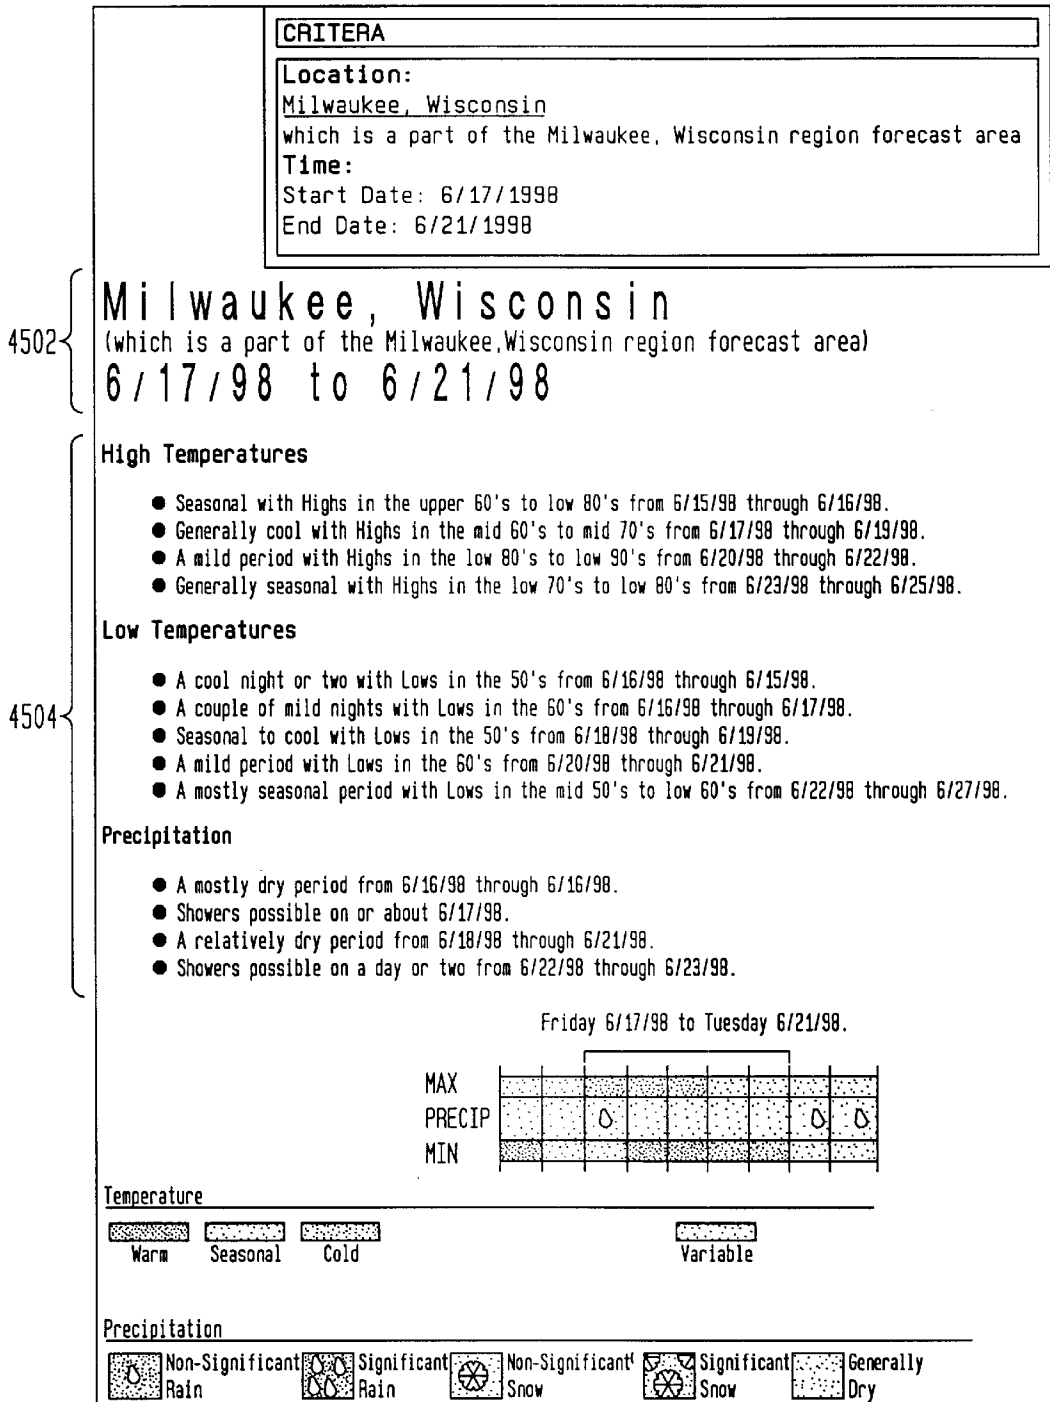 CRITERA
Location:
Milwaukee, Wisconsin
which is a part of the Milwaukee, Wisconsin region forecast area
Time:
Start Date: 6/17/1998
End Date: 6/21/1998
4502
Milwaukee, Wisconsin
(which is a part of the Milwaukee,Wisconsin region forecast area)
6/17/98 to 6/21/98
4504
High Temperatures
● Seasonal with Highs in the upper 60's to low 80's from 6/15/98 through 6/16/98.
● Generally cool with Highs in the mid 60's to mid 70's from 6/17/98 through 6/19/98.
● A mild period with Highs in the low 80's to low 90's from 6/20/98 through 6/22/98.
● Generally seasonal with Highs in the low 70's to low 80's from 6/23/98 through 6/25/98.
Low Temperatures
● A cool night or two with Lows in the 50's from 6/16/98 through 6/15/98.
● A couple of mild nights with Lows in the 60's from 6/16/98 through 6/17/98.
● Seasonal to cool with Lows in the 50's from 6/18/98 through 6/19/98.
● A mild period with Lows in the 60's from 6/20/98 through 6/21/98.
● A mostly seasonal period with Lows in the mid 50's to low 60's from 6/22/98 through 6/27/98.
Precipitation
● A mostly dry period from 6/16/98 through 6/16/98.
● Showers possible on or about 6/17/98.
● A relatively dry period from 6/18/98 through 6/21/98.
● Showers possible on a day or two from 6/22/98 through 6/23/98.
Friday 6/17/98 to Tuesday 6/21/98.
MAX
PRECIP
MIN
Temperature
Warm Seasonal Cold Variable
Precipitation
Non-Significant Significant Non-Significant Significant Generally
Rain Rain Snow Snow Dry